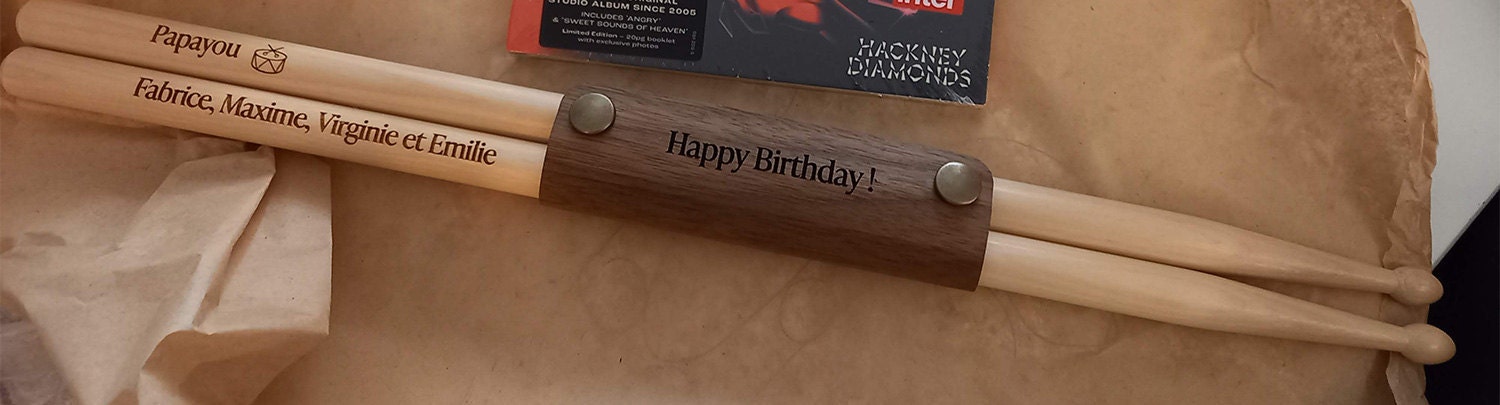 STUDIO ALBUM SINCE 2005
INCLUDES 'ANGRY'
& 'SWEET SOUNDS OF HEAVEN'
Limited Edition – 20pg booklet
with exclusive photos
HACKNEY
DIAMONDS
Papayou
Fabrice, Maxime, Virginie et Emilie
Happy Birthday !